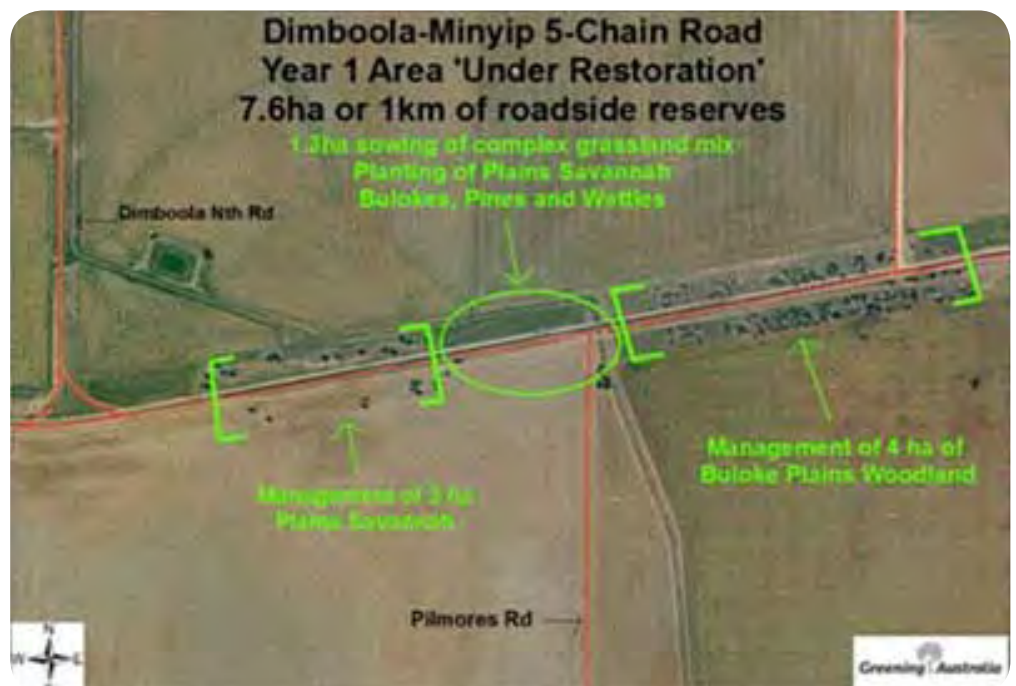 Dimboola-Minyip 5-Chain Road
Year 1 Area 'Under Restoration'
7.6ha or 1km of roadside reserves
sowing of complex grassland mix
Planting of Plains Savannah
Bulokes, Pines and Wattles
Dimboola Nth Rd
Management of 4 ha of
Buloke Plains Woodland
Management of 3 ha
Plains Savannah
Pilmores Rd
N
W
E
Greening Australia